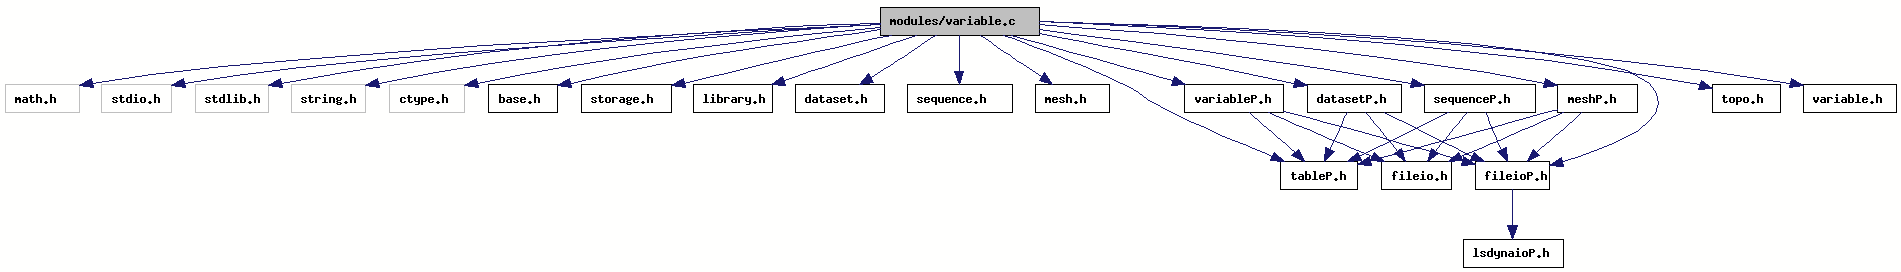 modules/variable.c
math.h
stdio.h
stdlib.h
string.h
ctype.h
base.h
storage.h
library.h
dataset.h
sequence.h
mesh.h
variableP.h
datasetP.h
sequenceP.h
meshP.h
topo.h
variable.h
tableP.h
fileio.h
fileioP.h
lsdynaioP.h